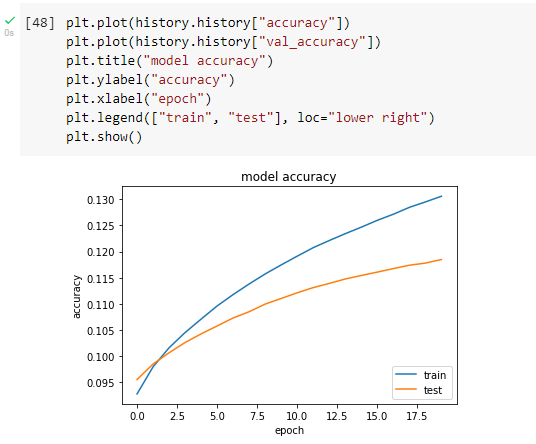 [48] plt.plot(history.history["accuracy"])
plt.plot(history.history["val_accuracy"])
plt.title("model accuracy")
plt.ylabel("accuracy")
plt.xlabel("epoch")
plt.legend(["train", "test"], loc="lower right")
plt.show()
0s
model accuracy
0.130
0.125
0.120
0.115
0.110
0.105
0.100
0.095
accuracy
train
test
0.0 2.5 5.0 7.5 10.0 12.5 15.0 17.5
epoch